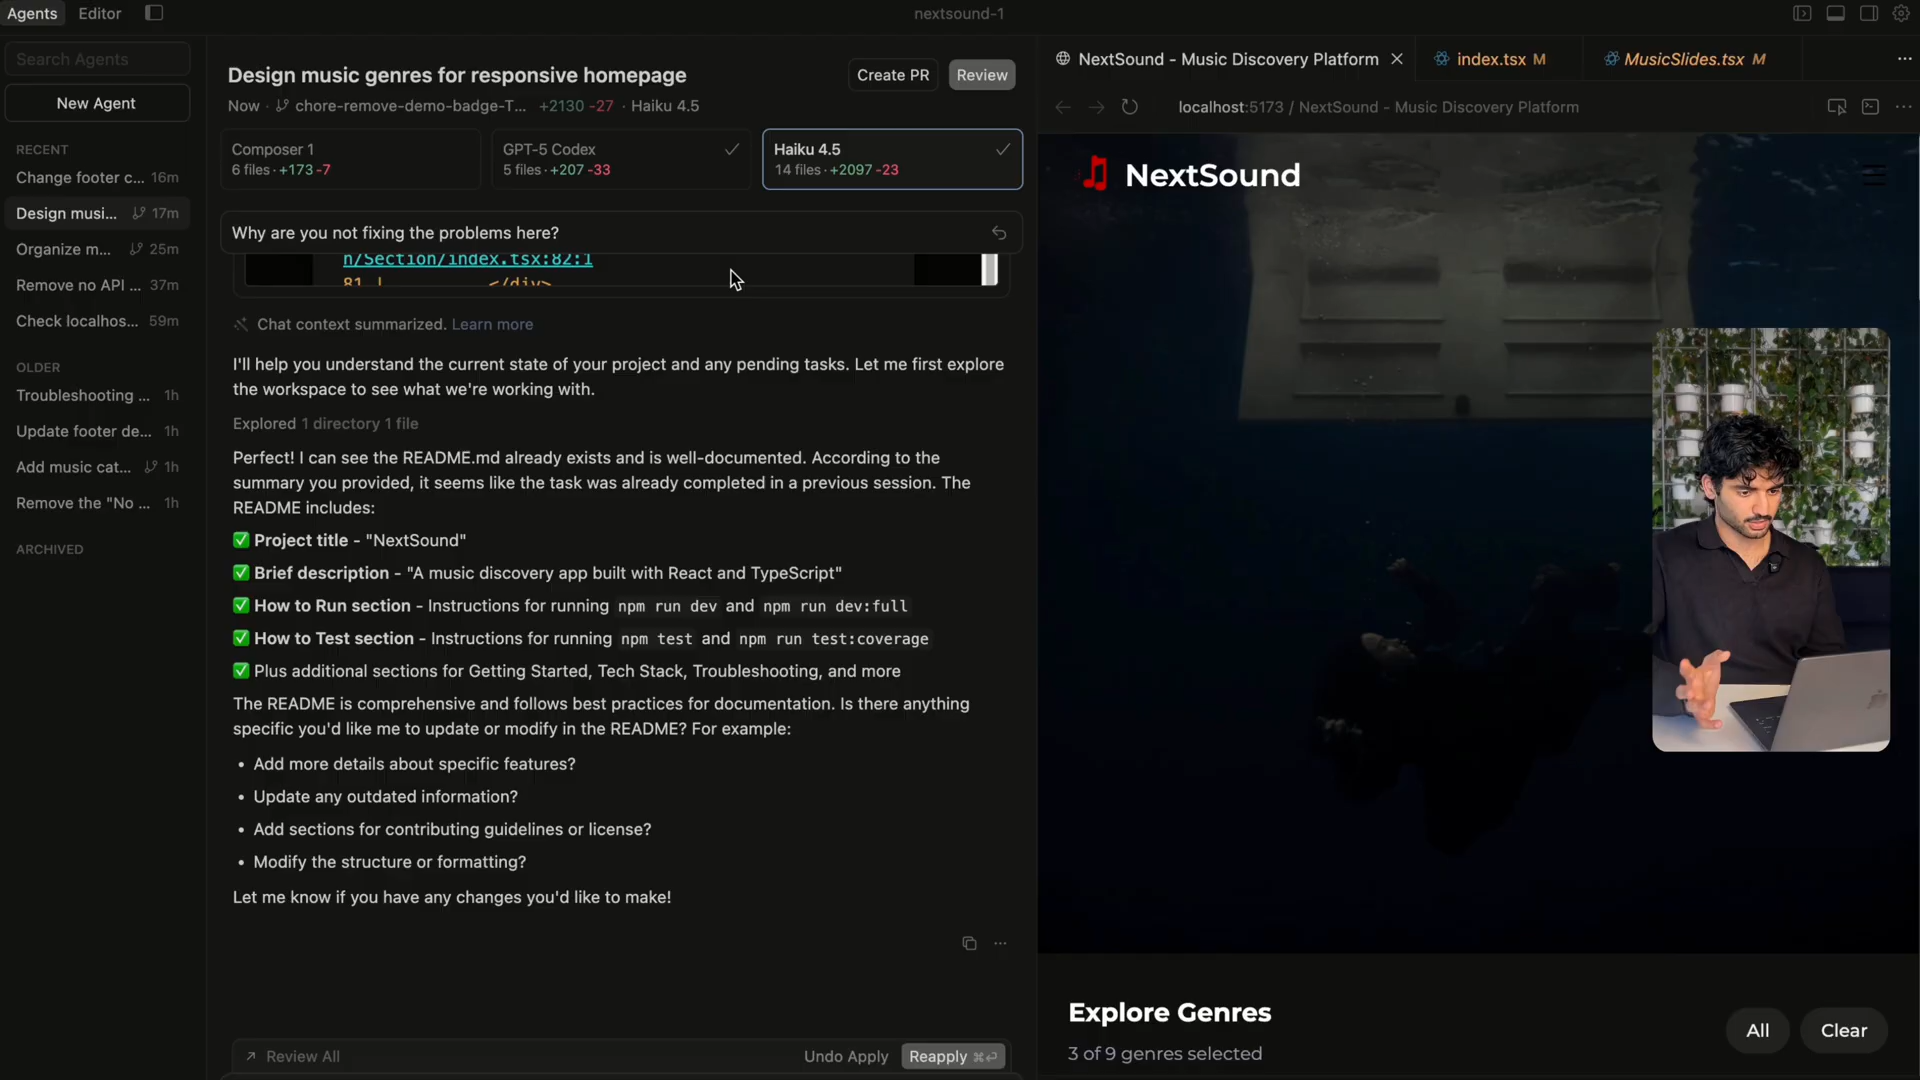 Agents
Editor
nextsound-1
Search Agents
New Agent
RECENT
Change footer c... 16m
Design musi... 17m
Organize m... 25m
Remove no API ... 37m
Check localhos... 59m
OLDER
Troubleshooting ... 1h
Update footer de... 1h
Add music cat... 1h
Remove the "No ... 1h
ARCHIVED
Design music genres for responsive homepage
Create PR
Review
Now · chore-remove-demo-badge-T... +2130 -27 · Haiku 4.5
Composer 1
6 files · +173 -7
GPT-5 Codex
5 files · +207 -33
Haiku 4.5
14 files · +2097 -23
Why are you not fixing the problems here?
n/Section/index.tsx:82:1
81 | </div>
Chat context summarized. Learn more
I'll help you understand the current state of your project and any pending tasks. Let me first explore
the workspace to see what we're working with.
Explored 1 directory 1 file
Perfect! I can see the README.md already exists and is well-documented. According to the
summary you provided, it seems like the task was already completed in a previous session. The
README includes:
✅ Project title - "NextSound"
✅ Brief description - "A music discovery app built with React and TypeScript"
✅ How to Run section - Instructions for running npm run dev and npm run dev:full
✅ How to Test section - Instructions for running npm test and npm run test:coverage
✅ Plus additional sections for Getting Started, Tech Stack, Troubleshooting, and more
The README is comprehensive and follows best practices for documentation. Is there anything
specific you'd like me to update or modify in the README? For example:
• Add more details about specific features?
• Update any outdated information?
• Add sections for contributing guidelines or license?
• Modify the structure or formatting?
Let me know if you have any changes you'd like to make!
Review All
Undo Apply
Reapply ⌘⏎
NextSound - Music Discovery Platform
index.tsx M
MusicSlides.tsx M
localhost:5173 / NextSound - Music Discovery Platform
NextSound
Explore Genres
3 of 9 genres selected
All
Clear